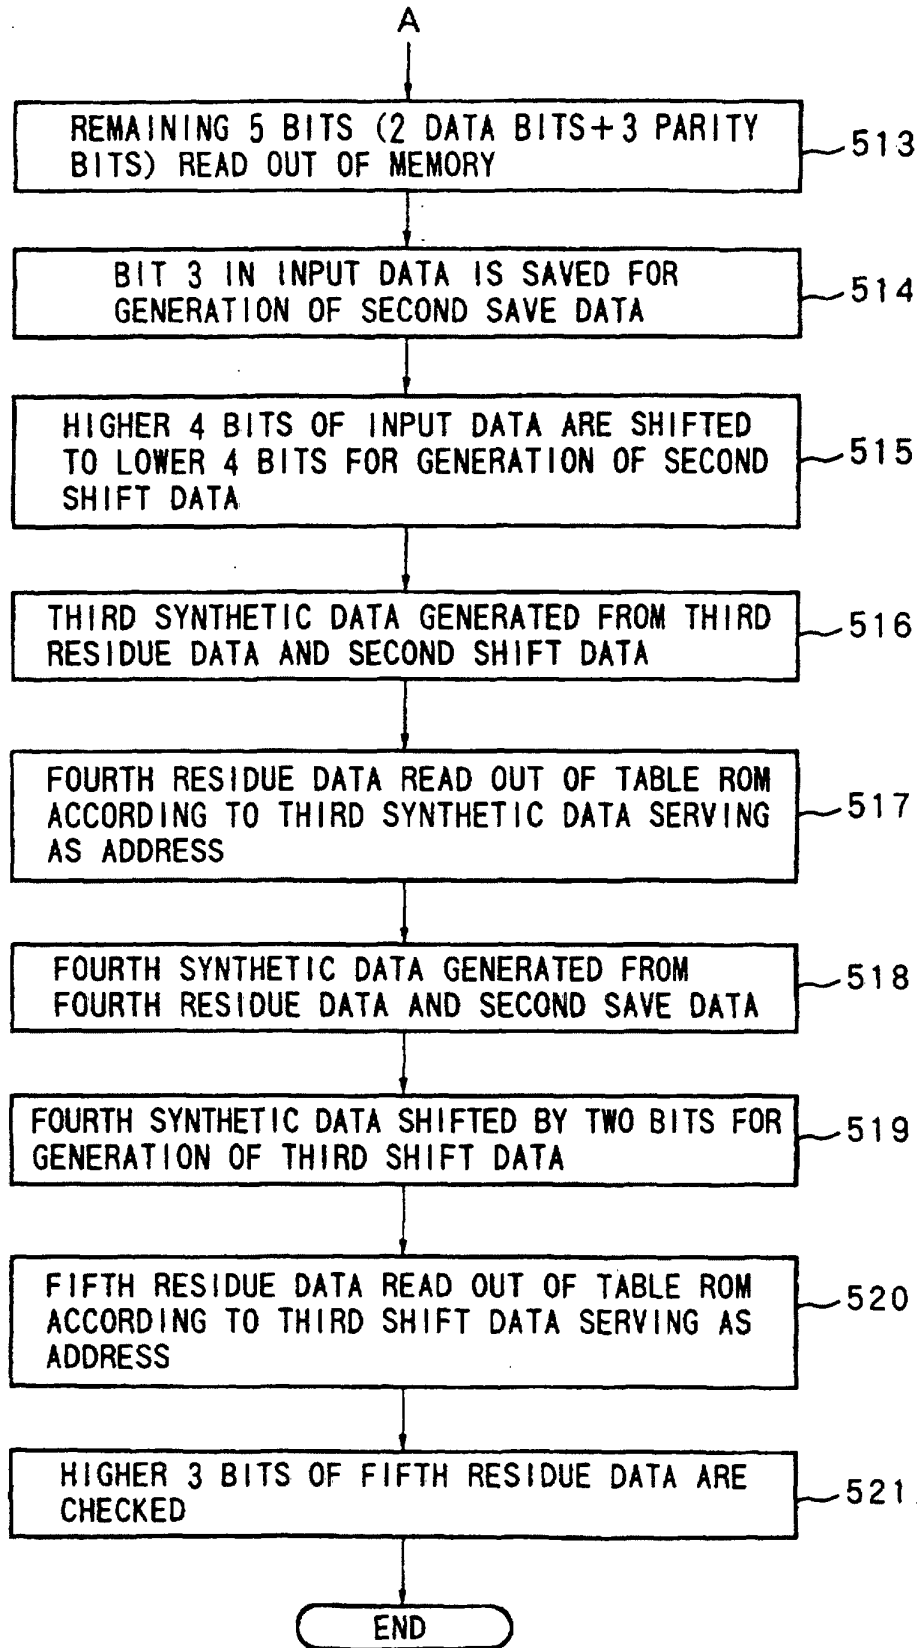 A
REMAINING 5 BITS (2 DATA BITS+3 PARITY
BITS) READ OUT OF MEMORY
513
BIT 3 IN INPUT DATA IS SAVED FOR
GENERATION OF SECOND SAVE DATA
514
HIGHER 4 BITS OF INPUT DATA ARE SHIFTED
TO LOWER 4 BITS FOR GENERATION OF SECOND
SHIFT DATA
515
THIRD SYNTHETIC DATA GENERATED FROM THIRD
RESIDUE DATA AND SECOND SHIFT DATA
516
FOURTH RESIDUE DATA READ OUT OF TABLE ROM
ACCORDING TO THIRD SYNTHETIC DATA SERVING
AS ADDRESS
517
FOURTH SYNTHETIC DATA GENERATED FROM
FOURTH RESIDUE DATA AND SECOND SAVE DATA
518
FOURTH SYNTHETIC DATA SHIFTED BY TWO BITS FOR
GENERATION OF THIRD SHIFT DATA
519
FIFTH RESIDUE DATA READ OUT OF TABLE ROM
ACCORDING TO THIRD SHIFT DATA SERVING AS
ADDRESS
520
HIGHER 3 BITS OF FIFTH RESIDUE DATA ARE
CHECKED
521
END